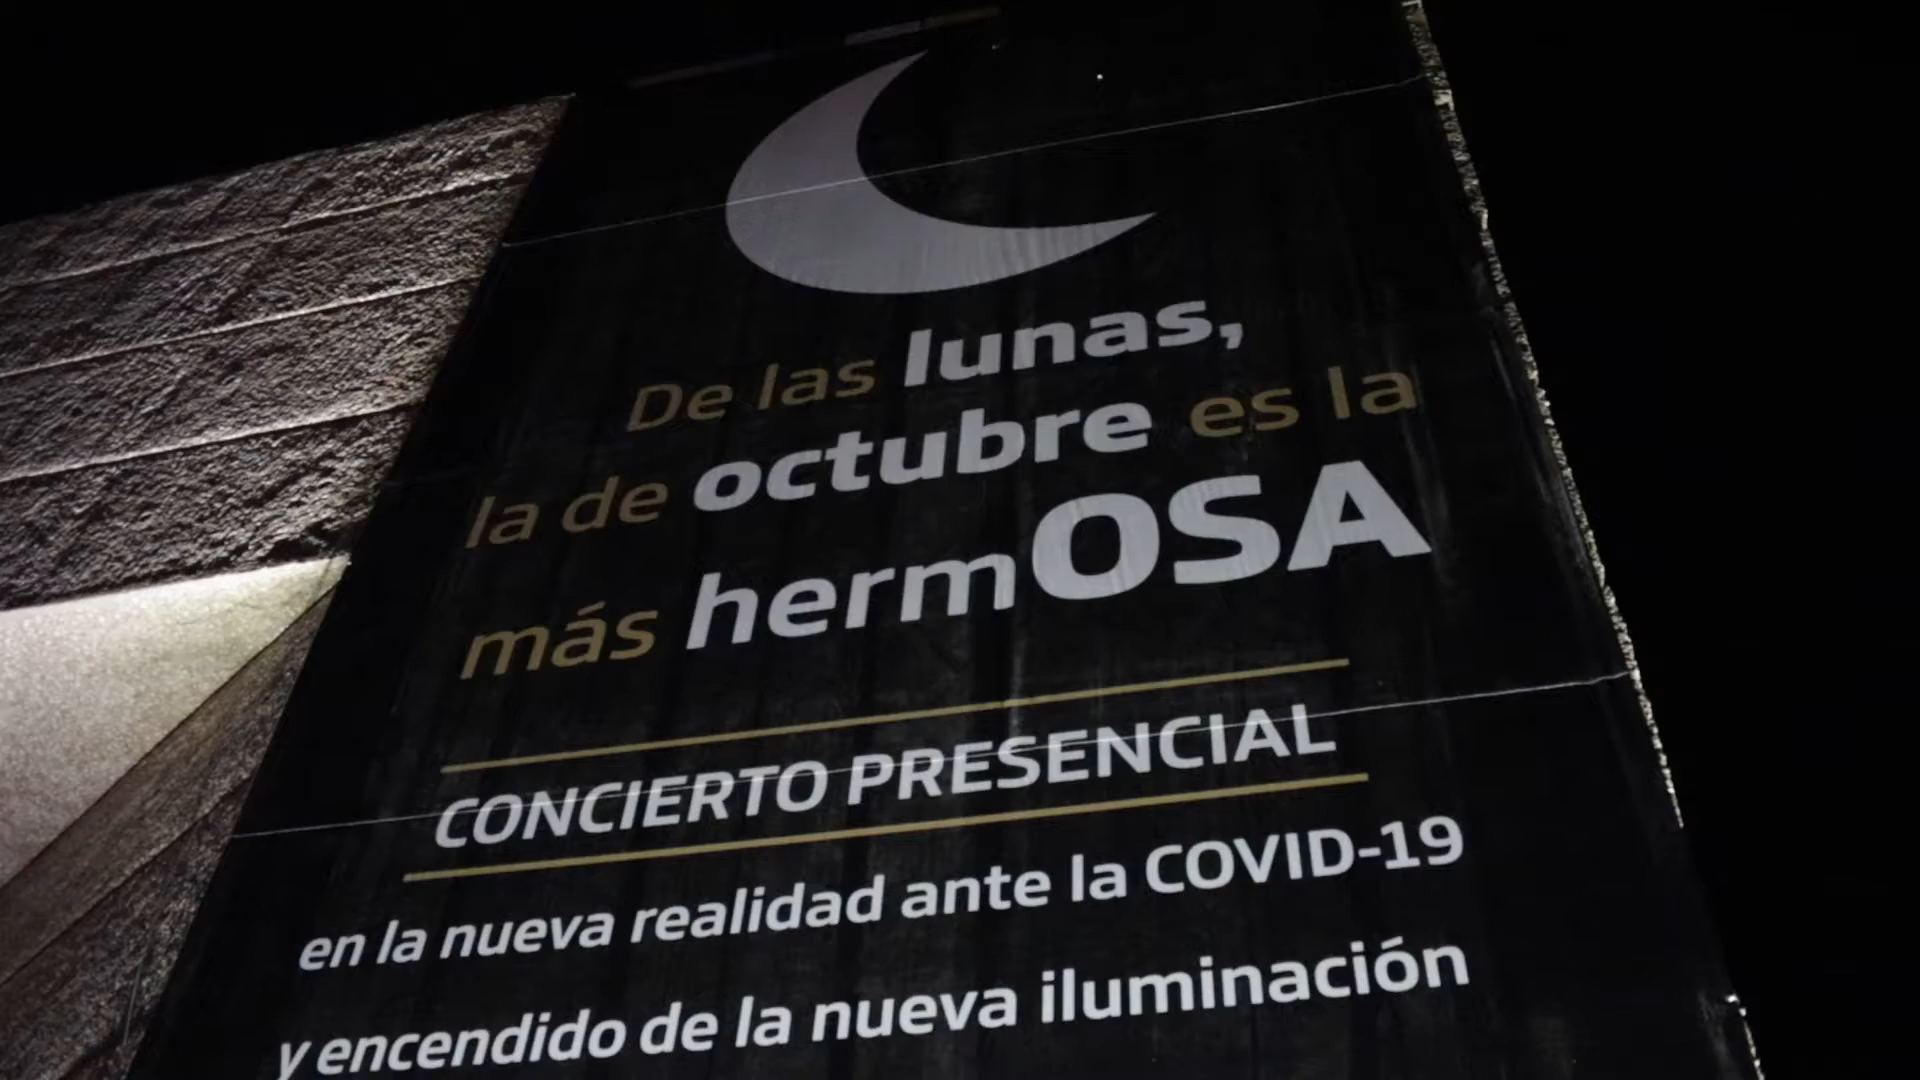 De las lunas,
la de octubre es la
más hermOSA
CONCIERTO PRESENCIAL
en la nueva realidad ante la COVID-19
y encendido de la nueva iluminación